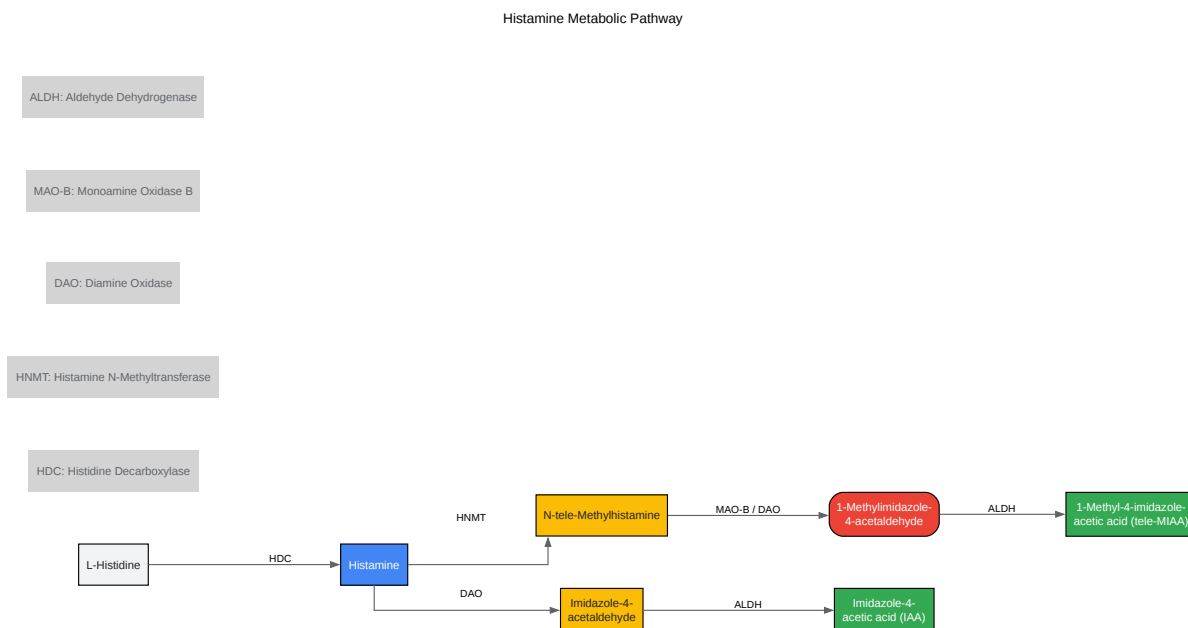 Histamine Metabolic Pathway
ALDH: Aldehyde Dehydrogenase
MAO-B: Monoamine Oxidase B
DAO: Diamine Oxidase
HNMT: Histamine N-Methyltransferase
HDC: Histidine Decarboxylase
L-Histidine
HDC
Histamine
HNMT
N-tele-Methylhistamine
MAO-B / DAO
1-Methylimidazole-
4-acetaldehyde
ALDH
1-Methyl-4-imidazole-
acetic acid (tele-MIAA)
DAO
Imidazole-4-
acetaldehyde
ALDH
Imidazole-4-
acetic acid (IAA)